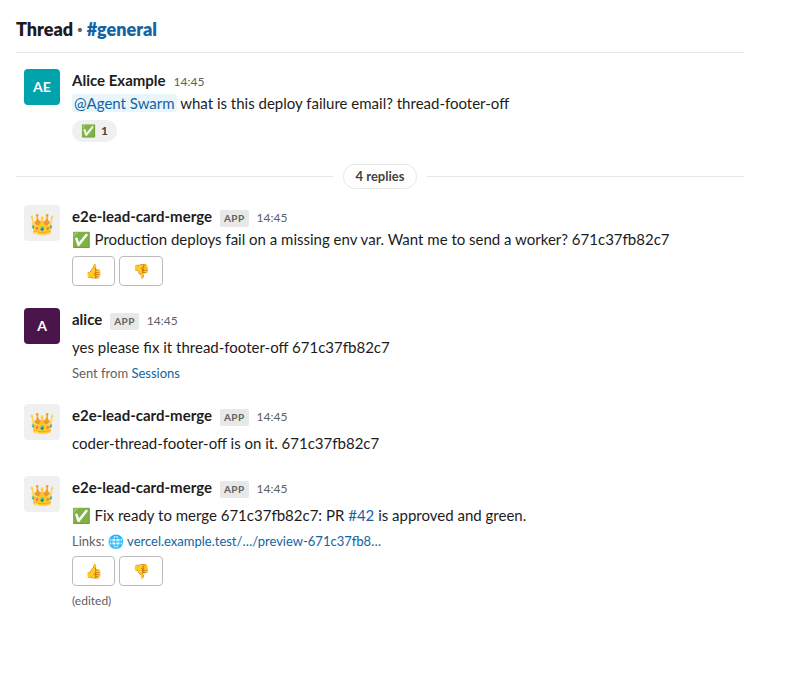 Thread • #general
AE
Alice Example 14:45
@Agent Swarm what is this deploy failure email? thread-footer-off
✅ 1
4 replies
e2e-lead-card-merge APP 14:45
✅ Production deploys fail on a missing env var. Want me to send a worker? 671c37fb82c7
👍 👎
A
alice APP 14:45
yes please fix it thread-footer-off 671c37fb82c7
Sent from Sessions
e2e-lead-card-merge APP 14:45
coder-thread-footer-off is on it. 671c37fb82c7
e2e-lead-card-merge APP 14:45
✅ Fix ready to merge 671c37fb82c7: PR #42 is approved and green.
Links: 🌐 vercel.example.test/.../preview-671c37fb8...
👍 👎
(edited)